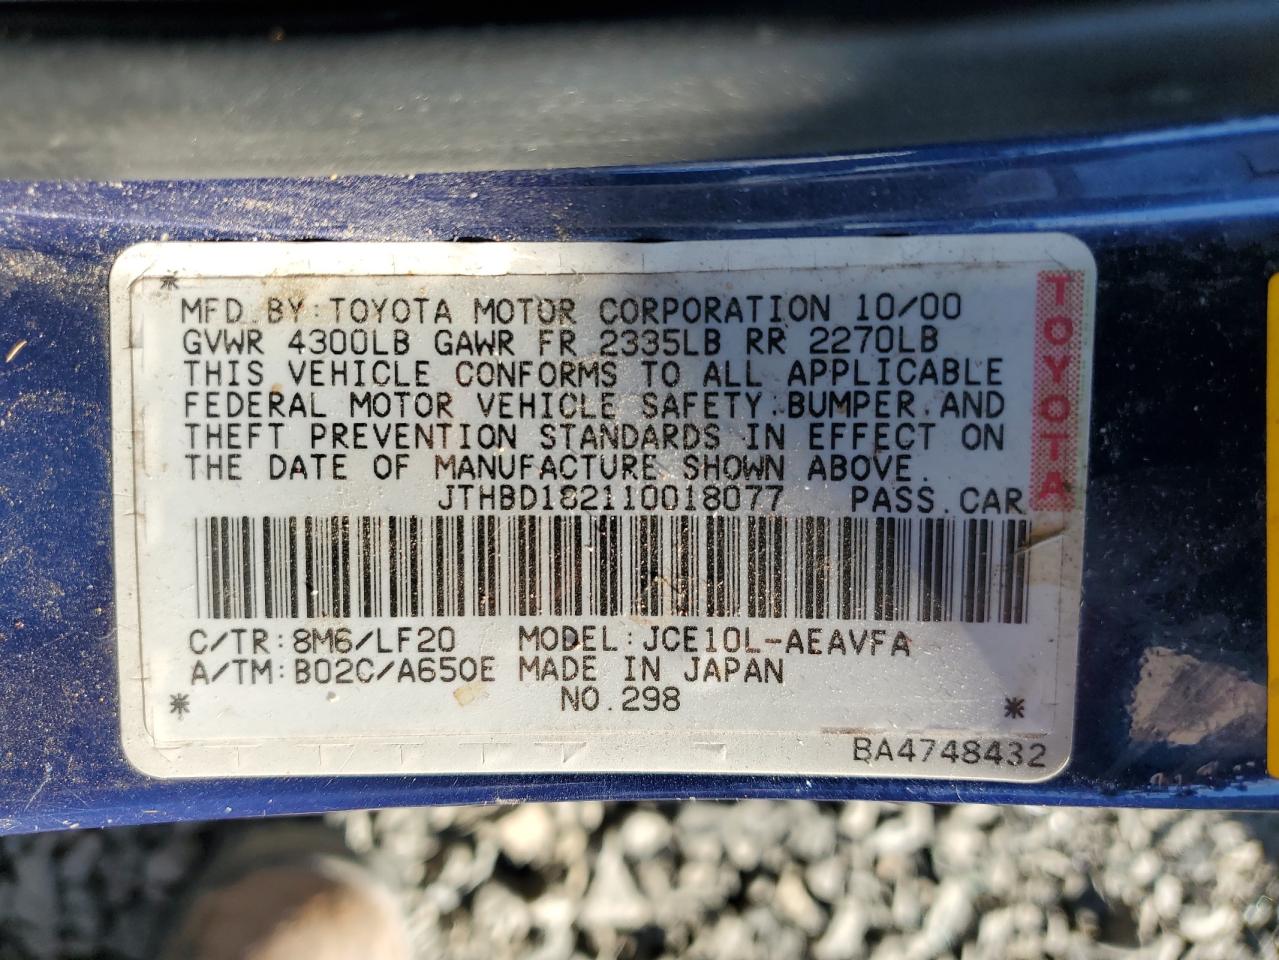 MFD. BY: TOYOTA MOTOR CORPORATION 10/00
GVWR 4300LB GAWR FR 2335LB RR 2270LB
THIS VEHICLE CONFORMS TO ALL APPLICABLE
FEDERAL MOTOR VEHICLE SAFETY, BUMPER, AND
THEFT PREVENTION STANDARDS IN EFFECT ON
THE DATE OF MANUFACTURE SHOWN ABOVE.
JTHBD182110018077 PASS. CAR
C/TR: 8M6/LF20 MODEL: JCE10L-AEAVFA
A/TM: B02C/A650E MADE IN JAPAN
NO. 298
BA4748432
TOYOTA